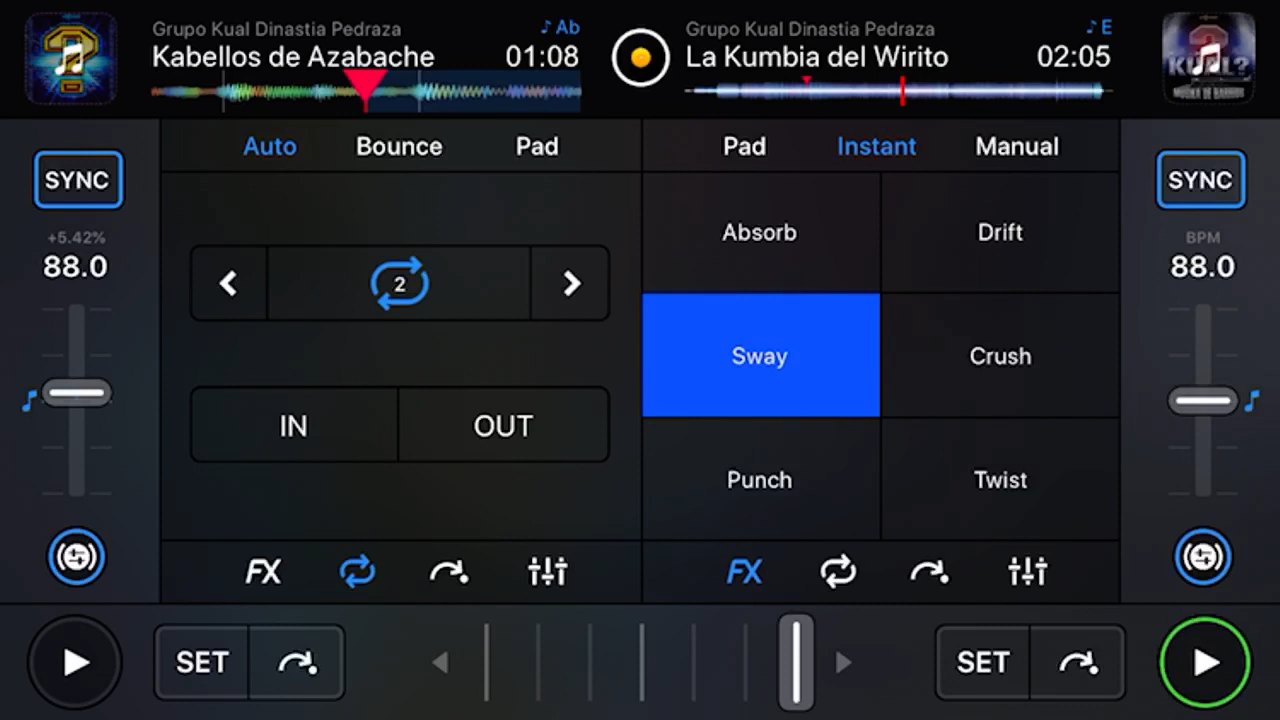 Grupo Kual Dinastia Pedraza
Ab
Kabellos de Azabache
01:08
Grupo Kual Dinastia Pedraza
E
La Kumbia del Wirito
02:05
KUAL?
Auto
Bounce
Pad
Pad
Instant
Manual
SYNC
+5.42%
88.0
SYNC
BPM
88.0
2
IN
OUT
Absorb
Drift
Sway
Crush
Punch
Twist
FX
FX
SET
SET